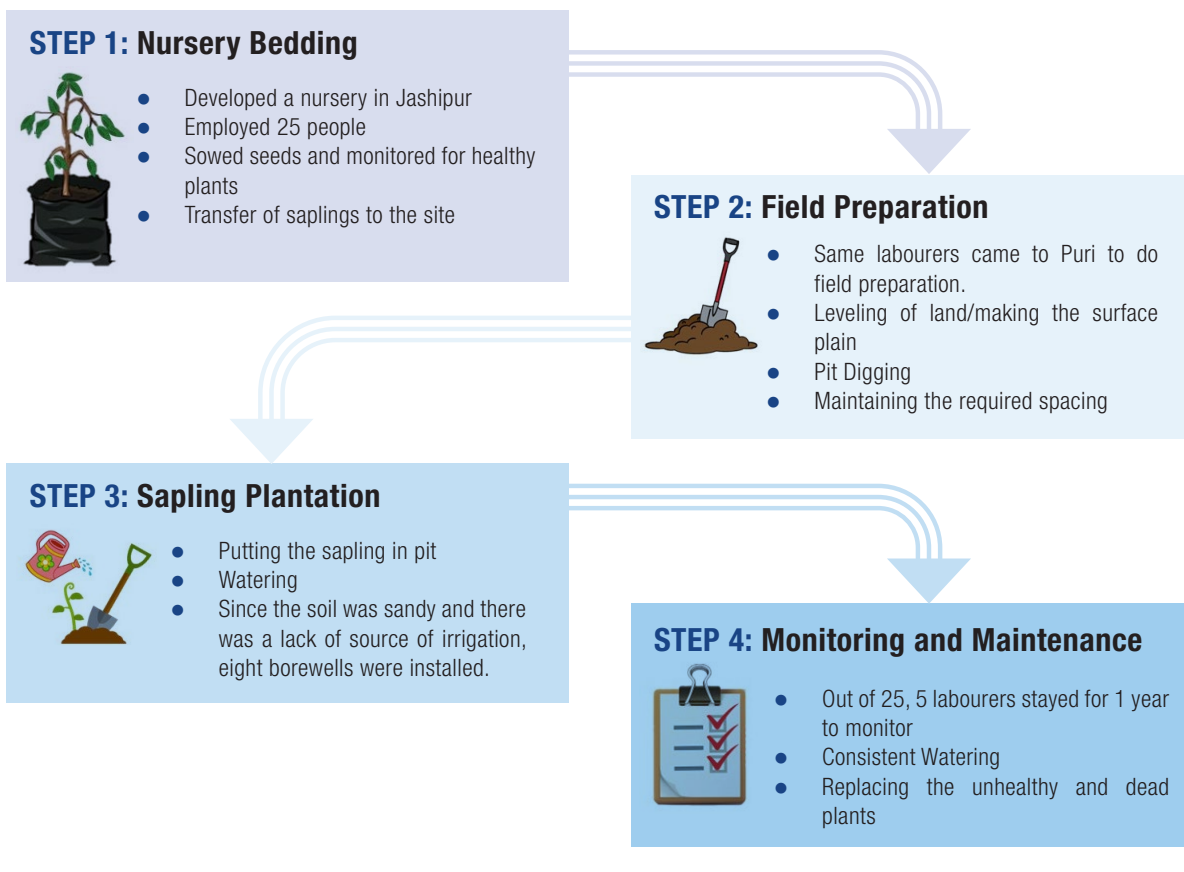 STEP 1: Nursery Bedding
● Developed a nursery in Jashipur
● Employed 25 people
● Sowed seeds and monitored for healthy
plants
● Transfer of saplings to the site
STEP 2: Field Preparation
● Same labourers came to Puri to do
field preparation.
● Leveling of land/making the surface
plain
● Pit Digging
● Maintaining the required spacing
STEP 3: Sapling Plantation
● Putting the sapling in pit
● Watering
● Since the soil was sandy and there
was a lack of source of irrigation,
eight borewells were installed.
STEP 4: Monitoring and Maintenance
● Out of 25, 5 labourers stayed for 1 year
to monitor
● Consistent Watering
● Replacing the unhealthy and dead
plants